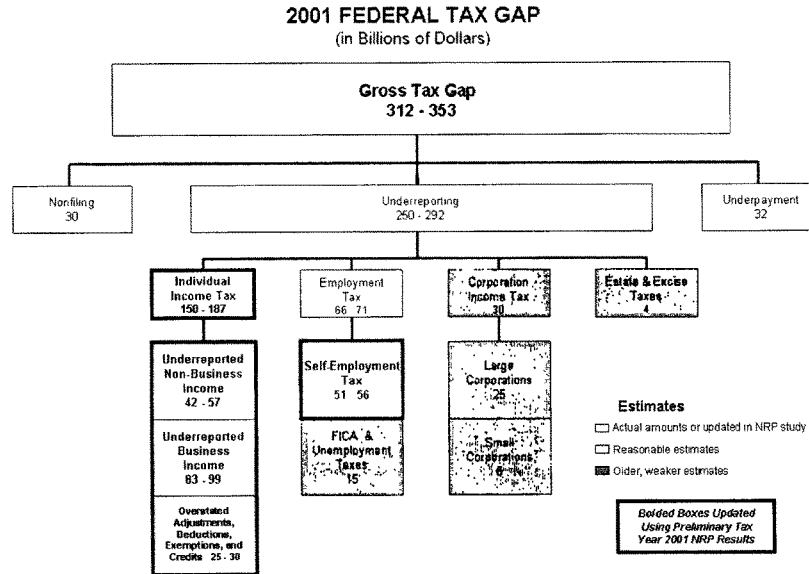 2001 FEDERAL TAX GAP
(in Billions of Dollars)
Gross Tax Gap
312 - 353
Nonfiling
30
Underreporting
250 - 292
Underpayment
32
Individual
Income Tax
150 - 187
Employment
Tax
66 71
Corporation
Income Tax
30
Estate & Excise
Taxes
4
Underreported
Non-Business
Income
42 - 57
Underreported
Business
Income
83 - 99
Overstated
Adjustments,
Deductions,
Exemptions, and
Credits 25 - 30
Self-Employment
Tax
51 56
FICA &
Unemployment
Taxes
15
Large
Corporations
25
Small
Corporations
Estimates
Actual amounts or updated in NRP study
Reasonable estimates
Older, weaker estimates
Bolded Boxes Updated
Using Preliminary Tax
Year 2001 NRP Results